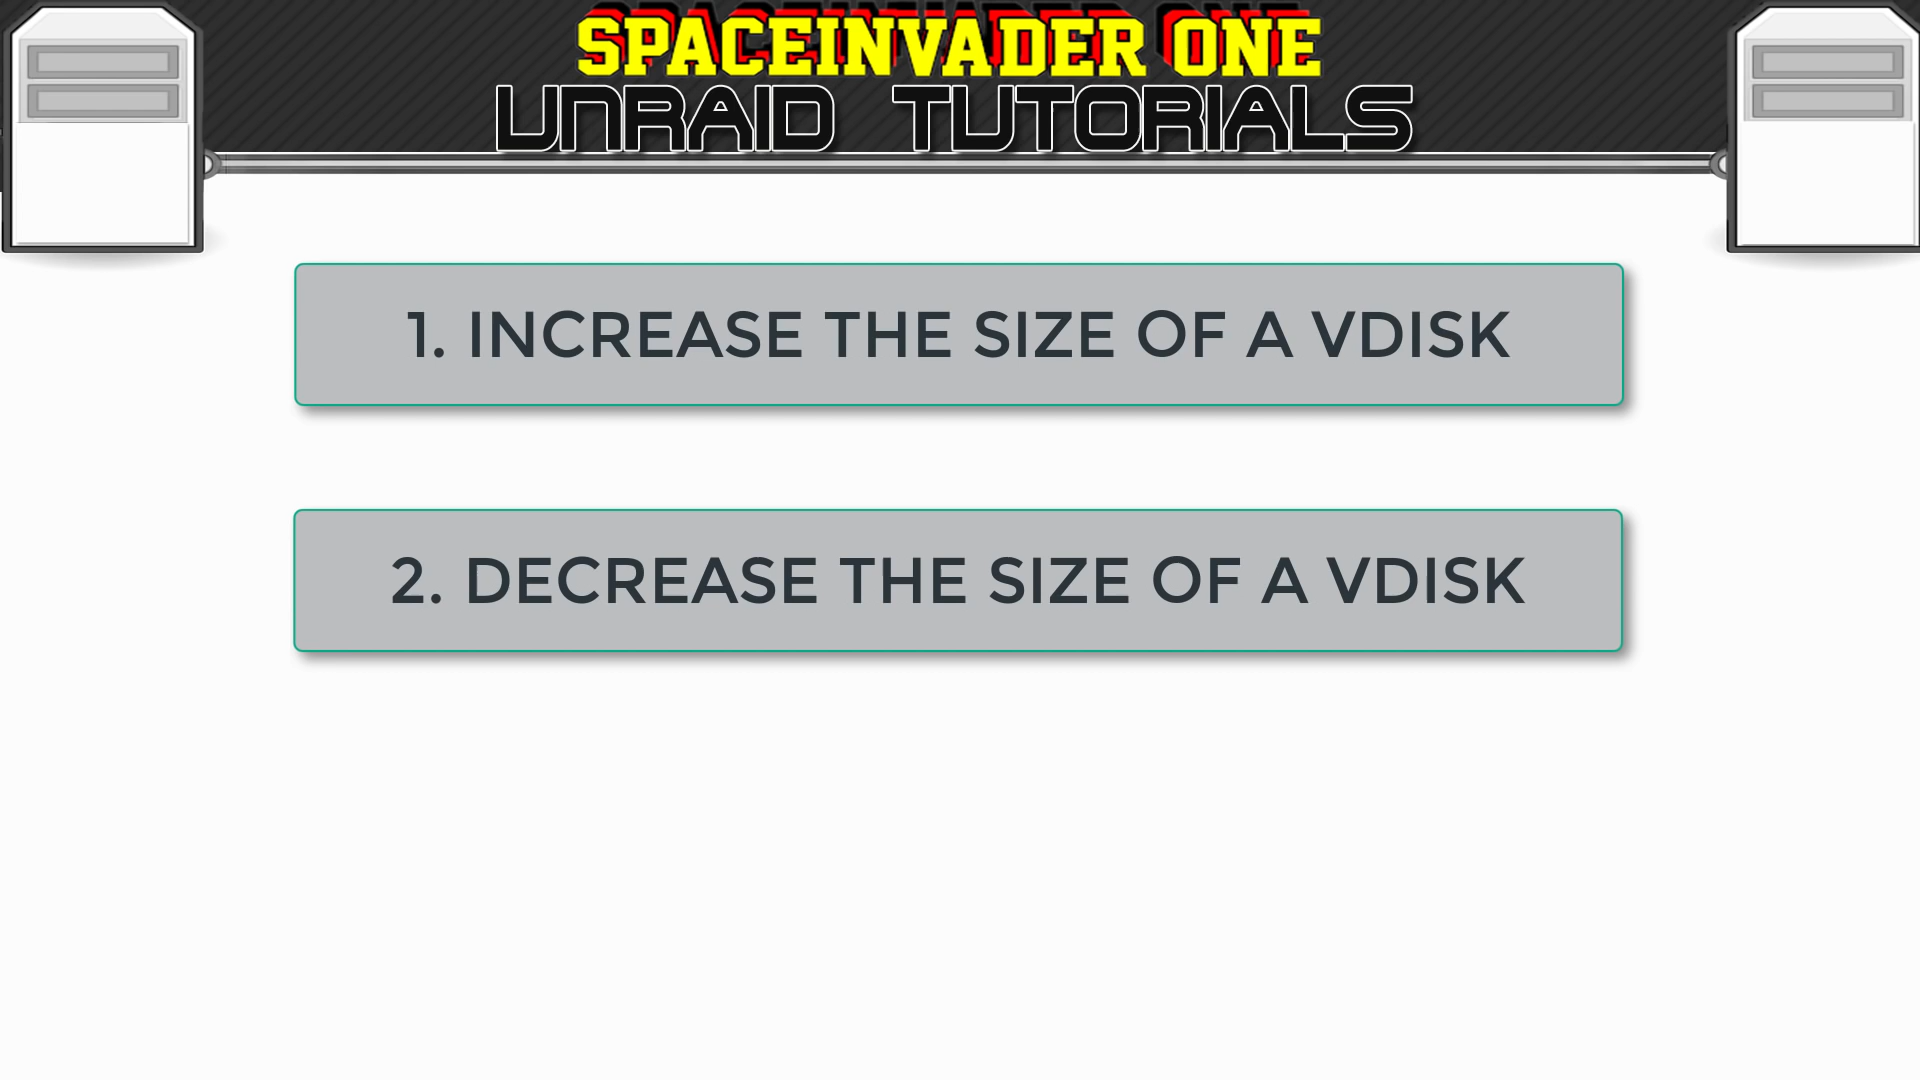 SPACEINVADER ONE
UNRAID TUTORIALS
1. INCREASE THE SIZE OF A VDISK
2. DECREASE THE SIZE OF A VDISK